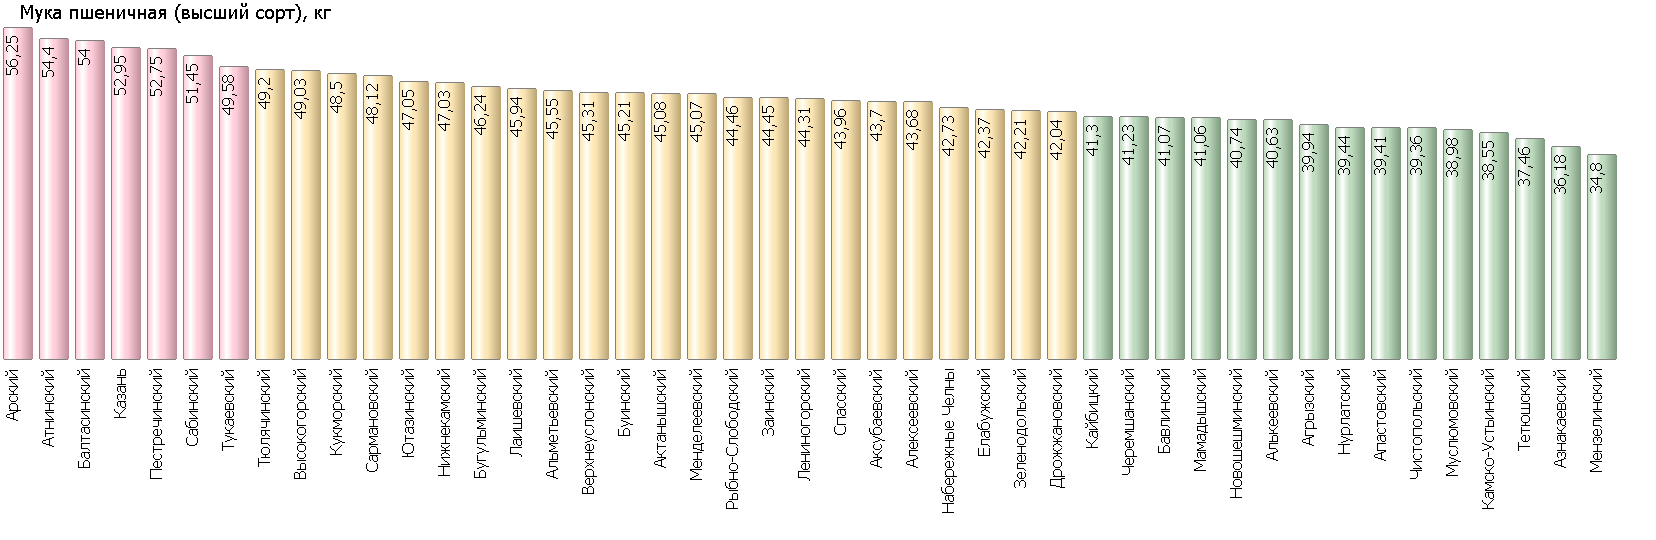 Мука пшеничная (высший сорт), кг
56,25
54,4
54
52,95
52,75
51,45
49,58
49,2
49,03
48,5
48,12
47,05
47,03
46,24
45,94
45,55
45,31
45,21
45,08
45,07
44,46
44,45
44,31
43,96
43,7
43,68
42,73
42,37
42,21
42,04
41,3
41,23
41,07
41,06
40,74
40,63
39,94
39,44
39,41
39,36
38,98
38,55
37,46
36,18
34,8
Арский
Атнинский
Балтасинский
Казань
Пестречинский
Сабинский
Тукаевский
Тюлячинский
Высокогорский
Кукморский
Сармановский
Ютазинский
Нижнекамский
Бугульминский
Лаишевский
Альметьевский
Верхнеуслонский
Буинский
Актанышский
Менделеевский
Рыбно-Слободский
Заинский
Лениногорский
Спасский
Аксубаевский
Алексеевский
Набережные Челны
Елабужский
Зеленодольский
Дрожжановский
Кайбицкий
Черемшанский
Бавлинский
Мамадышский
Новошешминский
Алькеевский
Агрызский
Нурлатский
Апастовский
Чистопольский
Муслюмовский
Камско-Устьинский
Тетюшский
Азнакаевский
Мензелинский